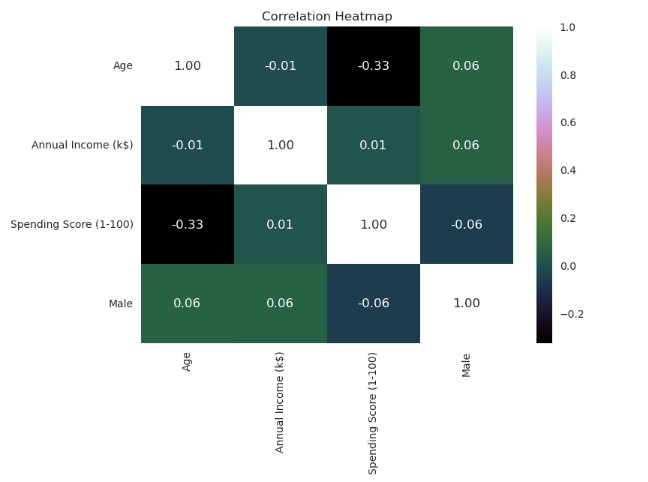 Correlation Heatmap
Age 1.00 -0.01 -0.33 0.06
Annual Income (k$) -0.01 1.00 0.01 0.06
Spending Score (1-100) -0.33 0.01 1.00 -0.06
Male 0.06 0.06 -0.06 1.00
Age
Annual Income (k$)
Spending Score (1-100)
Male
1.0
0.8
0.6
0.4
0.2
0.0
−0.2